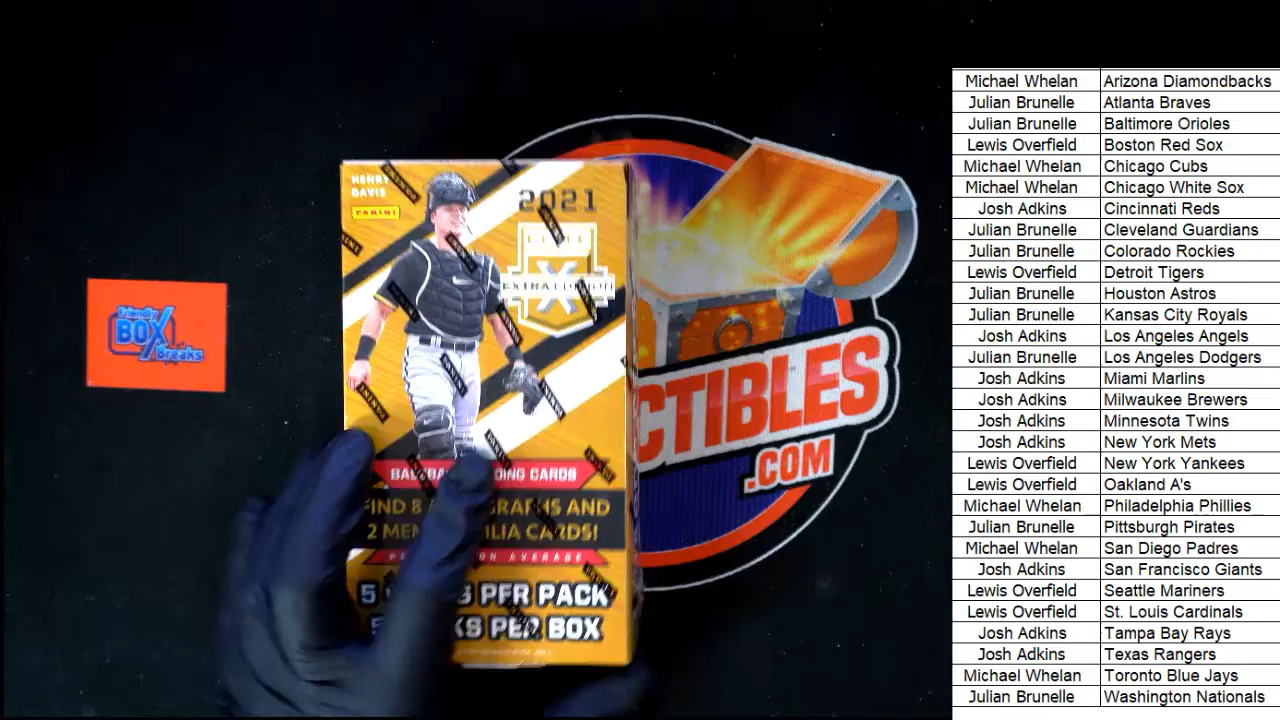 HENRY
DAVIS
PANINI
2021
ELITE
X
EXTRA EDITION
FIND 8
GRAPHS AND
2 MEM
ILIA CARDS!
5
PER PACK
KS PER BOX
Friendly
BOX
Breaks
CTIBLES
.COM
Michael Whelan Arizona Diamondbacks
Julian Brunelle Atlanta Braves
Julian Brunelle Baltimore Orioles
Lewis Overfield Boston Red Sox
Michael Whelan Chicago Cubs
Michael Whelan Chicago White Sox
Josh Adkins Cincinnati Reds
Julian Brunelle Cleveland Guardians
Julian Brunelle Colorado Rockies
Lewis Overfield Detroit Tigers
Julian Brunelle Houston Astros
Julian Brunelle Kansas City Royals
Josh Adkins Los Angeles Angels
Julian Brunelle Los Angeles Dodgers
Josh Adkins Miami Marlins
Josh Adkins Milwaukee Brewers
Josh Adkins Minnesota Twins
Josh Adkins New York Mets
Lewis Overfield New York Yankees
Lewis Overfield Oakland A's
Michael Whelan Philadelphia Phillies
Julian Brunelle Pittsburgh Pirates
Michael Whelan San Diego Padres
Josh Adkins San Francisco Giants
Lewis Overfield Seattle Mariners
Lewis Overfield St. Louis Cardinals
Josh Adkins Tampa Bay Rays
Josh Adkins Texas Rangers
Michael Whelan Toronto Blue Jays
Julian Brunelle Washington Nationals